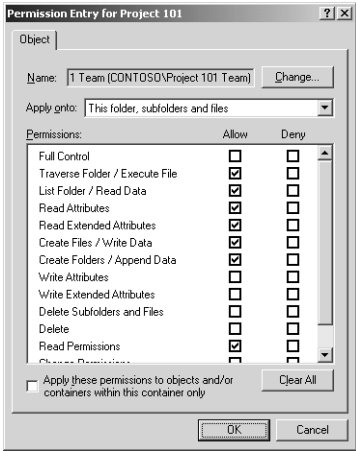 Permission Entry for Project 101
Object
Name: 1 Team (CONTOSO\Project 101 Team) Change...
Apply onto: This folder, subfolders and files
Permissions: Allow Deny
Full Control
Traverse Folder / Execute File
List Folder / Read Data
Read Attributes
Read Extended Attributes
Create Files / Write Data
Create Folders / Append Data
Write Attributes
Write Extended Attributes
Delete Subfolders and Files
Delete
Read Permissions
Change Permissions
Apply these permissions to objects and/or
containers within this container only
Clear All
OK Cancel